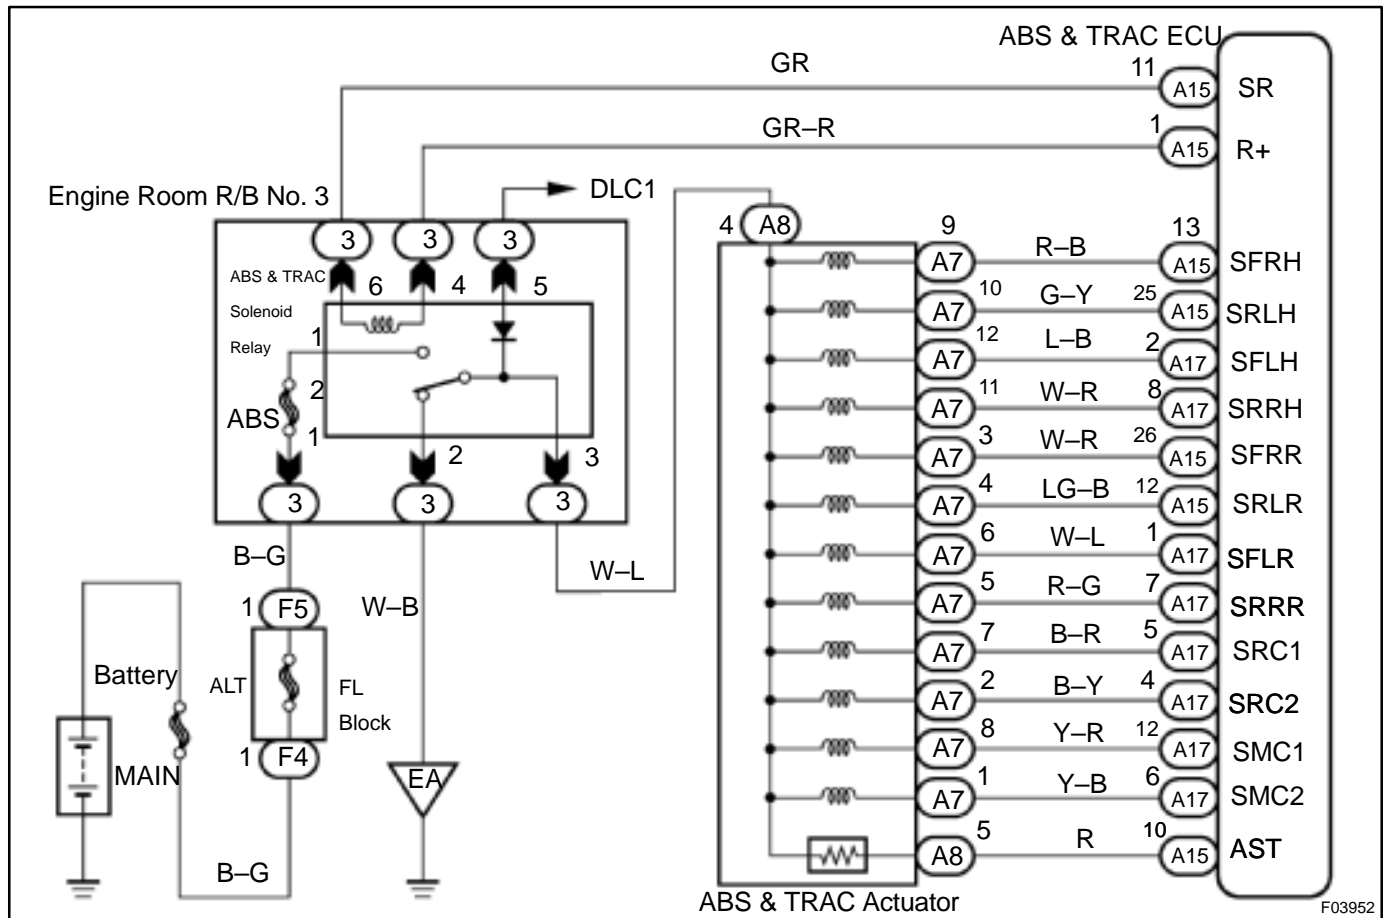 ABS & TRAC ECU
GR
11
A15
SR
GR–R
1
A15
R+
DLC1
Engine Room R/B No. 3
4
A8
3
3
3
ABS & TRAC
Solenoid
Relay
6
4
5
1
2
ABS
1
2
3
3
3
3
9
A7
R–B
13
A15
SFRH
10
A7
G–Y
25
A15
SRLH
12
A7
L–B
2
A17
SFLH
11
A7
W–R
8
A17
SRRH
3
A7
W–R
26
A15
SFRR
4
A7
LG–B
12
A15
SRLR
6
A7
W–L
1
A17
SFLR
5
A7
R–G
7
A17
SRRR
7
A7
B–R
5
A17
SRC1
2
A7
B–Y
4
A17
SRC2
8
A7
Y–R
12
A17
SMC1
1
A7
Y–B
6
A17
SMC2
5
A8
R
10
A15
AST
B–G
W–B
W–L
1
F5
Battery
ALT
FL
Block
1
F4
MAIN
EA
B–G
ABS & TRAC Actuator
F03952